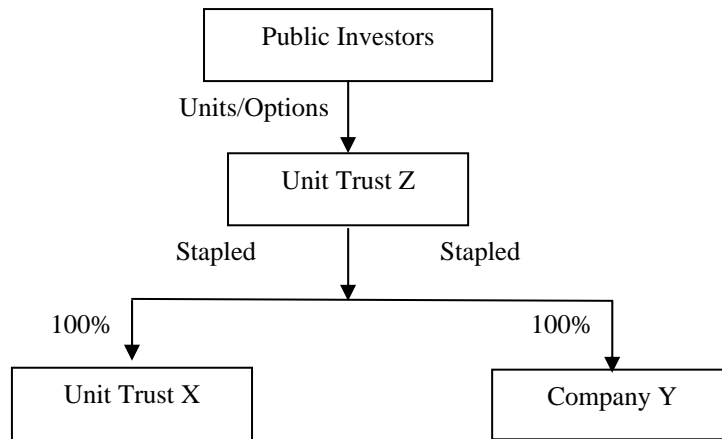 Public Investors
Units/Options
Unit Trust Z
Stapled Stapled
100% 100%
Unit Trust X Company Y